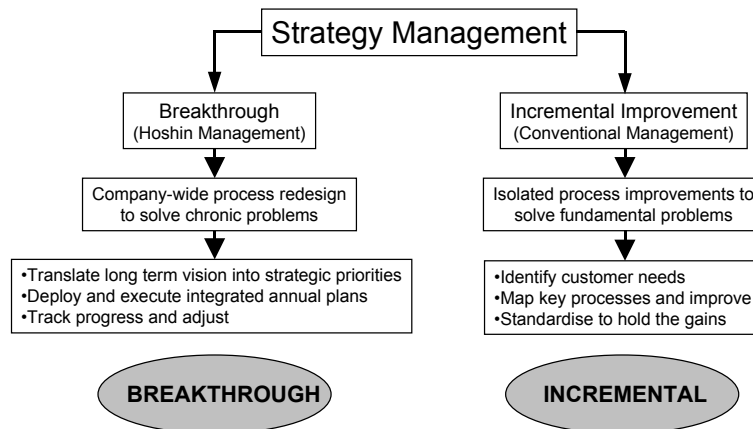 Strategy Management
Breakthrough
(Hoshin Management)
Company-wide process redesign
to solve chronic problems
•Translate long term vision into strategic priorities
•Deploy and execute integrated annual plans
•Track progress and adjust
BREAKTHROUGH
Incremental Improvement
(Conventional Management)
Isolated process improvements to
solve fundamental problems
•Identify customer needs
•Map key processes and improve
•Standardise to hold the gains
INCREMENTAL